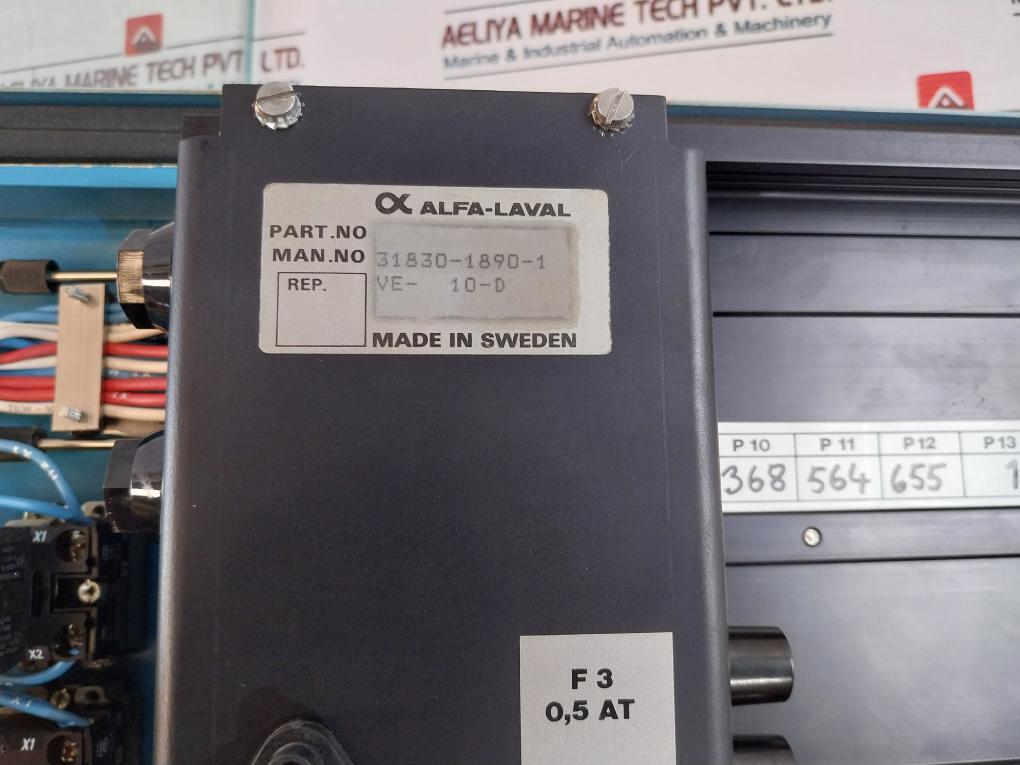 AELIYA MARINE TECH PVT. LTD.
Marine & Industrial Automation & Machinery
AELIYA MARINE TECH PVT. LTD.
ALFA-LAVAL
PART.NO
MAN.NO 31830-1890-1
REP. VE- 10-D
MADE IN SWEDEN
P 10 P 11 P 12 P 13
368 564 655 1
X1
X2
X1
F 3
0,5 AT